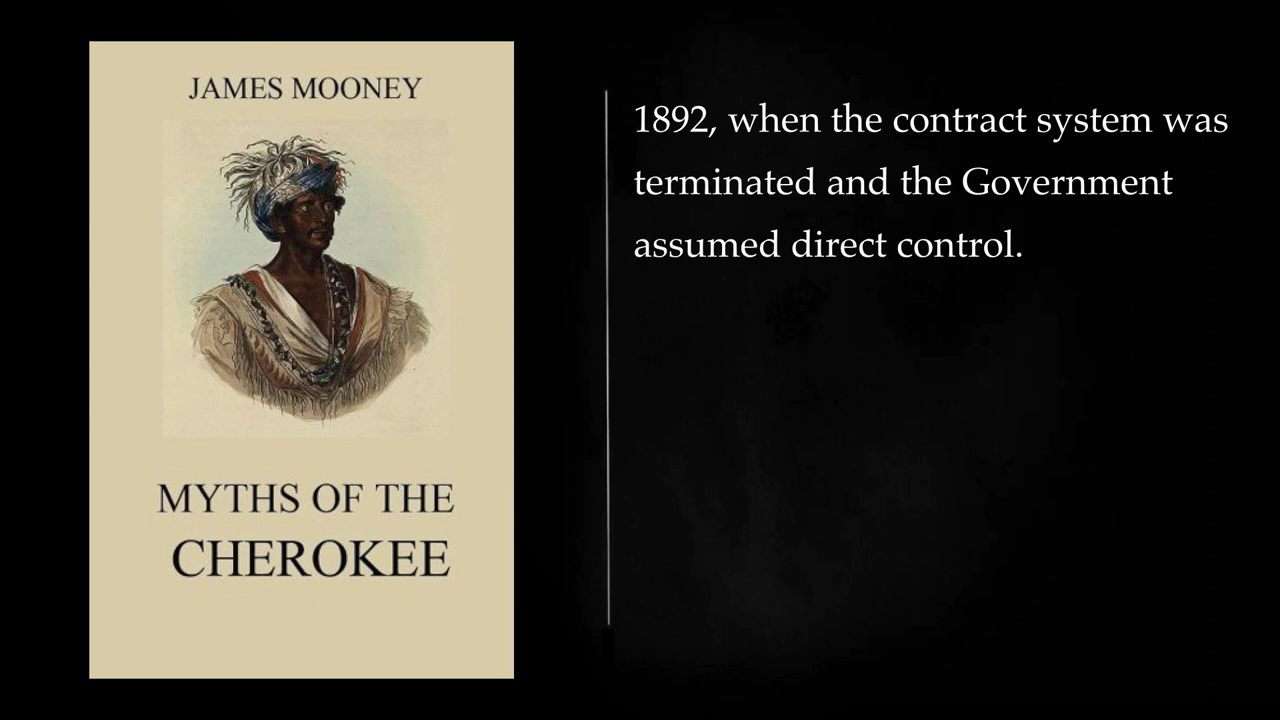 JAMES MOONEY
MYTHS OF THE
CHEROKEE
1892, when the contract system was
terminated and the Government
assumed direct control.